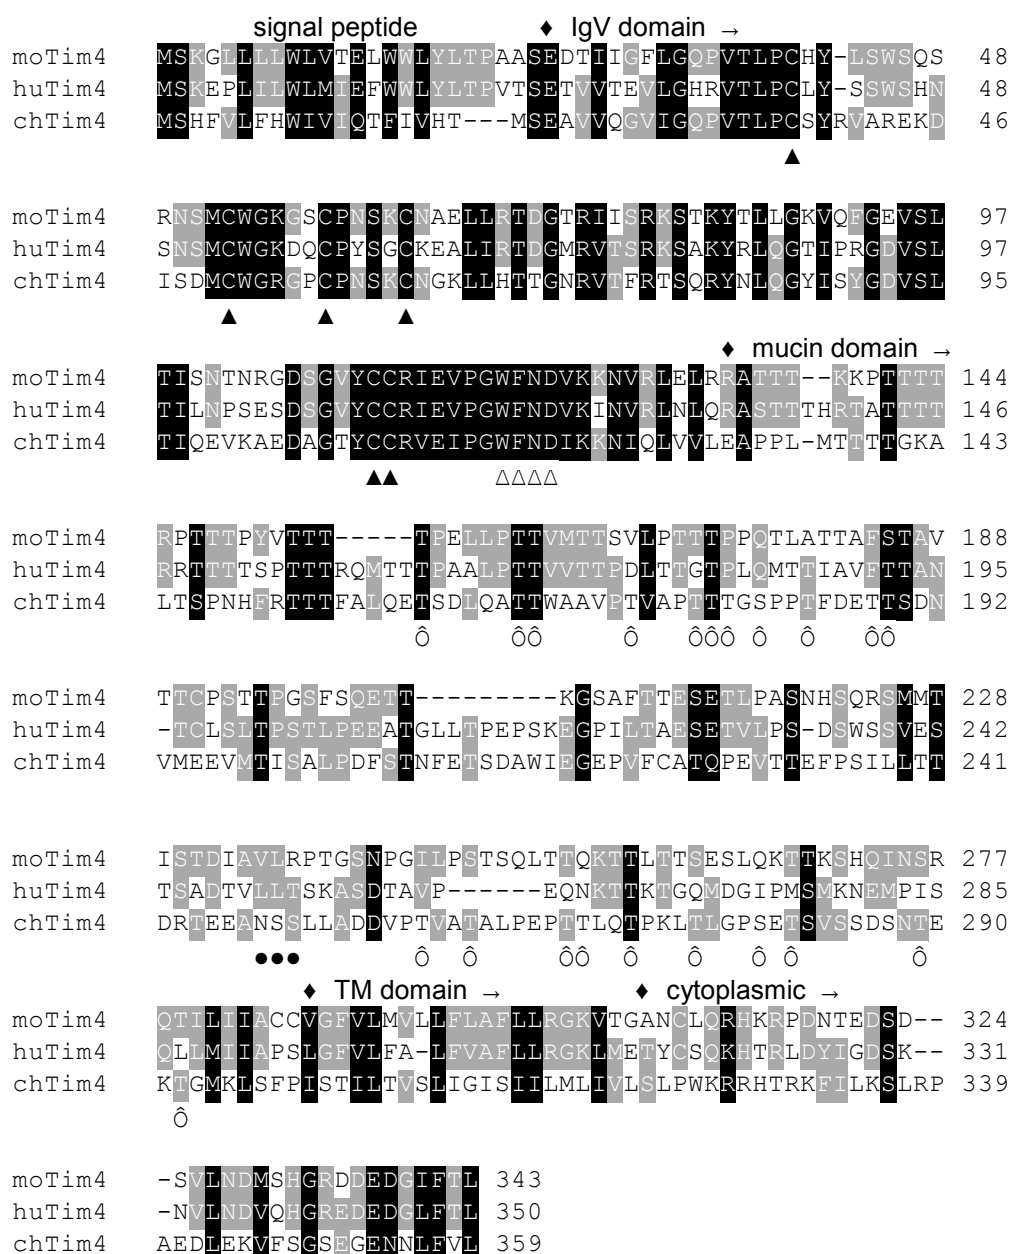 signal peptide ♦ IgV domain →
moTim4 MSKGLLLLWLVTELWWLYLTPAASEDTIIGFLGQPVTLPCHY-LSWSQS 48
huTim4 MSKEPLILWLMIEFWWLYLTPVTSETVVTEVLGHRVTLPCLY-SSWSHN 48
chTim4 MSHFVLFHWIVIQTFIVHT---MSEAVVQGVIGQPVTLPCSYRVAREKD 46
▲
moTim4 RNSMCWGKGSCPNSKCNAELLRTDGTRIISRKSTKYTLLGKVQFGEVSL 97
huTim4 SNSMCWGKDQCPYSGCKEALIRTDGMRVTSRKSAKYRLQGTIPRGDVSL 97
chTim4 ISDMCWGRGPCPNSKCNGKLLHTTGNRVTFRTSQRYNLQGYISYGDVSL 95
▲ ▲ ▲
♦ mucin domain →
moTim4 TISNTNRGDSGVYCCRIEVPGWFNDVKKNVRLELRRATTT--KKPTTTT 144
huTim4 TILNPSESDSGVYCCRIEVPGWFNDVKINVRLNLQRASTTTHRTATTTT 146
chTim4 TIQEVKAEDAGTYCCRVEIPGWFNDIKKNIQLVVLEAPPL-MTTTTGKA 143
▲▲ △△△△
moTim4 RPTTTPYVTTT-----TPELLPTTVMTTSVLPTTTPPQTLATTAFSTAV 188
huTim4 RRTTTTSPTTTRQMTTTPAALPTTVVTTPDLTTGTPLQMTTIAVFTTAN 195
chTim4 LTSPNHFRTTTFALQETSDLQATTWAAVPTVAPTTTGSPPTFDETTSDN 192
Ô ÔÔ Ô ÔÔÔ Ô Ô ÔÔ
moTim4 TTCPSTTPGSFSQETT---------KGSAFTTESETLPASNHSQRSMMT 228
huTim4 -TCLSLTPSTLPEEATGLLTPEPSKEGPILTAESETVLPS-DSWSSVES 242
chTim4 VMEEVMTISALPDFSTNFETSDAWIEGEPVFCATQPEVTTEFPSILLTT 241
moTim4 ISTDIAVLRPTGSNPGILPSTSQLTTQKTTLTTSESLQKTTKSHQINSR 277
huTim4 TSADTVLLTSKASDTAVP------EQNKTTKTGQMDGIPMSMKNEMPIS 285
chTim4 DRTEEANSSLLADDVPTVATALPEPTTLQTPKLTLGPSETSVSSDSNTE 290
●●● Ô Ô ÔÔ Ô Ô Ô Ô Ô
♦ TM domain → ♦ cytoplasmic →
moTim4 QTILIIACCVGFVLMVLLFLAFLLRGKVTGANCLQRHKRPDNTEDSD-- 324
huTim4 QLLMIIAPSLGFVLFA-LFVAFLLRGKLMETYCSQKHTRLDYIGDSK-- 331
chTim4 KTGMKLSFPISTILTVSLIGISIILMLIVLSLPWKRRHTRKFILKSLRP 339
Ô
moTim4 -SVLNDMSHGRDDEDGIFTL 343
huTim4 -NVLNDVQHGREDEDGLFTL 350
chTim4 AEDLEKVFSGSEGENNLFVL 359